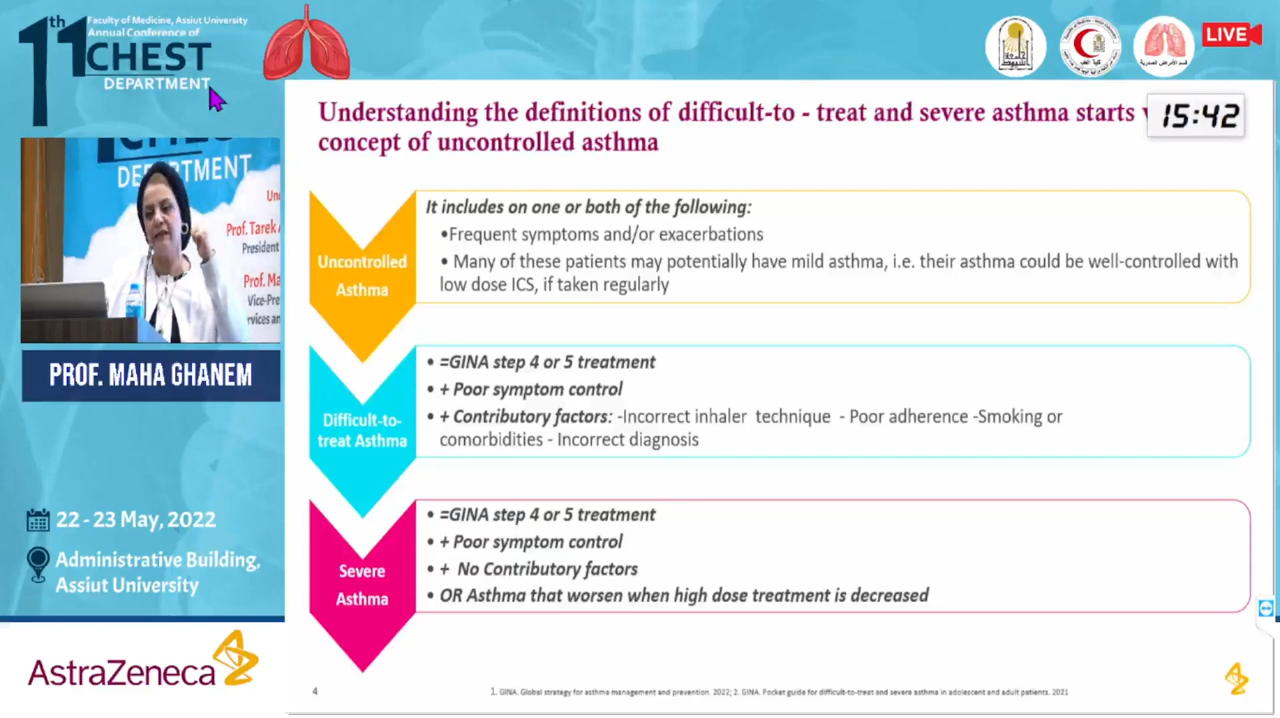 11th
Faculty of Medicine, Assiut University
Annual Conference of
CHEST
DEPARTMENT
LIVE
Understanding the definitions of difficult-to - treat and severe asthma starts
concept of uncontrolled asthma
15:42
DEPARTMENT
Prof. Tarek
President
Prof. Ma
Vice-Pre
rvices an
PROF. MAHA GHANEM
22 - 23 May, 2022
Administrative Building,
Assiut University
AstraZeneca
Uncontrolled
Asthma
It includes on one or both of the following:
•Frequent symptoms and/or exacerbations
• Many of these patients may potentially have mild asthma, i.e. their asthma could be well-controlled with
low dose ICS, if taken regularly
Difficult-to-
treat Asthma
• =GINA step 4 or 5 treatment
• + Poor symptom control
• + Contributory factors: -Incorrect inhaler technique - Poor adherence -Smoking or
comorbidities - Incorrect diagnosis
Severe
Asthma
• =GINA step 4 or 5 treatment
• + Poor symptom control
• + No Contributory factors
• OR Asthma that worsen when high dose treatment is decreased
4
1. GINA. Global strategy for asthma management and prevention. 2022; 2. GINA. Pocket guide for difficult-to-treat and severe asthma in adolescent and adult patients. 2021